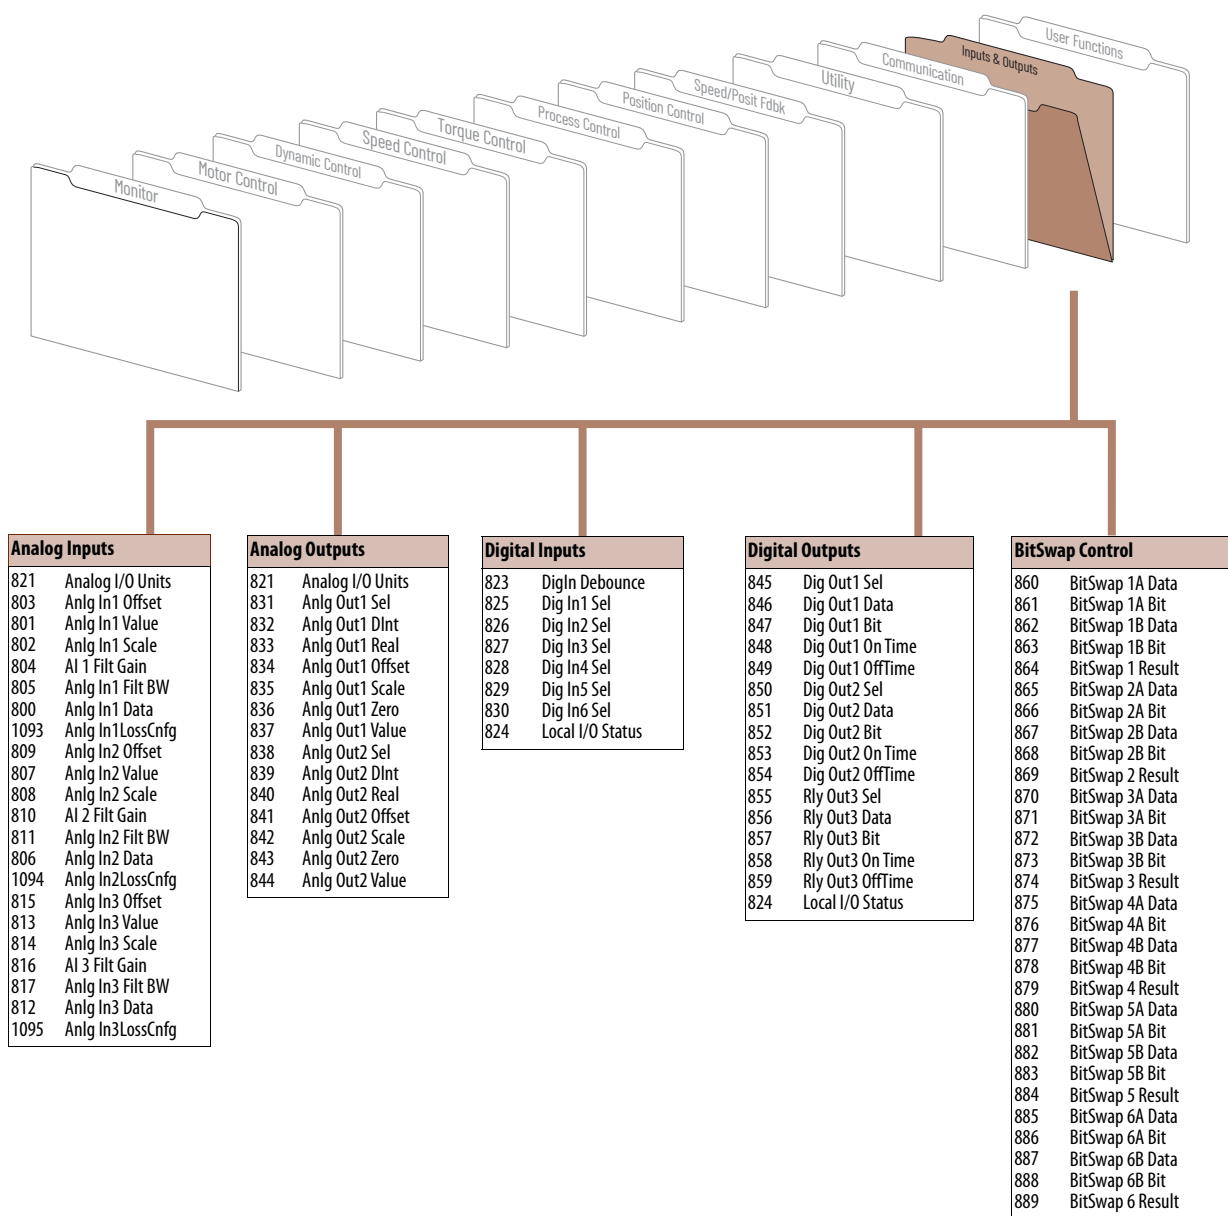 User Functions
Inputs & Outputs
Communication
Utility
Speed/Posit Fdbk
Position Control
Process Control
Torque Control
Speed Control
Dynamic Control
Motor Control
Monitor
Analog Inputs
821 Analog I/O Units
803 Anlg In1 Offset
801 Anlg In1 Value
802 Anlg In1 Scale
804 AI 1 Filt Gain
805 Anlg In1 Filt BW
800 Anlg In1 Data
1093 Anlg In1LossCnfg
809 Anlg In2 Offset
807 Anlg In2 Value
808 Anlg In2 Scale
810 AI 2 Filt Gain
811 Anlg In2 Filt BW
806 Anlg In2 Data
1094 Anlg In2LossCnfg
815 Anlg In3 Offset
813 Anlg In3 Value
814 Anlg In3 Scale
816 AI 3 Filt Gain
817 Anlg In3 Filt BW
812 Anlg In3 Data
1095 Anlg In3LossCnfg
Analog Outputs
821 Analog I/O Units
831 Anlg Out1 Sel
832 Anlg Out1 DInt
833 Anlg Out1 Real
834 Anlg Out1 Offset
835 Anlg Out1 Scale
836 Anlg Out1 Zero
837 Anlg Out1 Value
838 Anlg Out2 Sel
839 Anlg Out2 DInt
840 Anlg Out2 Real
841 Anlg Out2 Offset
842 Anlg Out2 Scale
843 Anlg Out2 Zero
844 Anlg Out2 Value
Digital Inputs
823 DigIn Debounce
825 Dig In1 Sel
826 Dig In2 Sel
827 Dig In3 Sel
828 Dig In4 Sel
829 Dig In5 Sel
830 Dig In6 Sel
824 Local I/O Status
Digital Outputs
845 Dig Out1 Sel
846 Dig Out1 Data
847 Dig Out1 Bit
848 Dig Out1 On Time
849 Dig Out1 OffTime
850 Dig Out2 Sel
851 Dig Out2 Data
852 Dig Out2 Bit
853 Dig Out2 On Time
854 Dig Out2 OffTime
855 Rly Out3 Sel
856 Rly Out3 Data
857 Rly Out3 Bit
858 Rly Out3 On Time
859 Rly Out3 OffTime
824 Local I/O Status
BitSwap Control
860 BitSwap 1A Data
861 BitSwap 1A Bit
862 BitSwap 1B Data
863 BitSwap 1B Bit
864 BitSwap 1 Result
865 BitSwap 2A Data
866 BitSwap 2A Bit
867 BitSwap 2B Data
868 BitSwap 2B Bit
869 BitSwap 2 Result
870 BitSwap 3A Data
871 BitSwap 3A Bit
872 BitSwap 3B Data
873 BitSwap 3B Bit
874 BitSwap 3 Result
875 BitSwap 4A Data
876 BitSwap 4A Bit
877 BitSwap 4B Data
878 BitSwap 4B Bit
879 BitSwap 4 Result
880 BitSwap 5A Data
881 BitSwap 5A Bit
882 BitSwap 5B Data
883 BitSwap 5B Bit
884 BitSwap 5 Result
885 BitSwap 6A Data
886 BitSwap 6A Bit
887 BitSwap 6B Data
888 BitSwap 6B Bit
889 BitSwap 6 Result